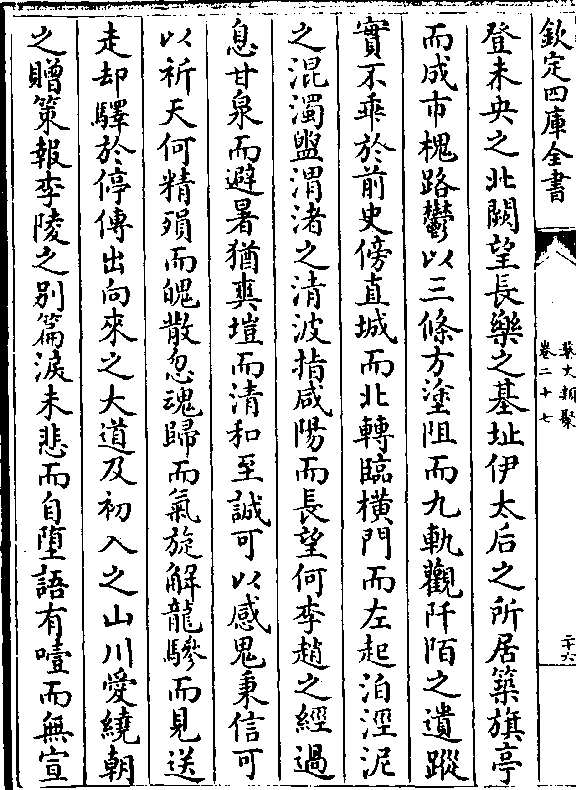 欽定四庫全書
藝文類聚
卷二十七
二十六
登未央之北闕望長樂之基址伊太后之所居築旗亭
而成市槐路鬱以三條方塗阻而九軌觀阡陌之遺蹤
實不乖於前史傍直城而北轉臨橫門而左起泊涇泥
之混濁盥渭渚之清波指咸陽而長望何李趙之經過
息甘泉而避暑猶爽塏而清和至誠可以感鬼秉信可
以祈天何精殞而魄散忽魂歸而氣旋解龍驂而見送
走却驛於停傳出向來之大道及初入之山川愛繞朝
之贈策報李陵之别篇淚未悲而自墮語有噎而無宣